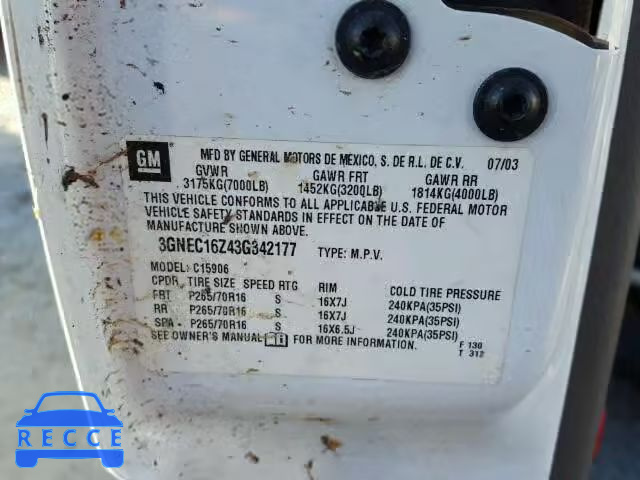 GM
MFD BY GENERAL MOTORS DE MEXICO, S. DE R.L. DE C.V. 07/03
GVWR GAWR FRT GAWR RR
3175KG(7000LB) 1452KG(3200LB) 1814KG(4000LB)
THIS VEHICLE CONFORMS TO ALL APPLICABLE U.S. FEDERAL MOTOR
VEHICLE SAFETY STANDARDS IN EFFECT ON THE DATE OF
MANUFACTURE SHOWN ABOVE.
3GNEC16Z43G342177 TYPE: M.P.V.
MODEL: C15906
CPDR TIRE SIZE SPEED RTG RIM COLD TIRE PRESSURE
FRT P265/70R16 S 16X7J 240KPA(35PSI)
RR P265/70R16 S 16X7J 240KPA(35PSI)
SPA P265/70R16 S 16X6.5J 240KPA(35PSI)
SEE OWNER'S MANUAL FOR MORE INFORMATION.
F 130
T 312
RECCE